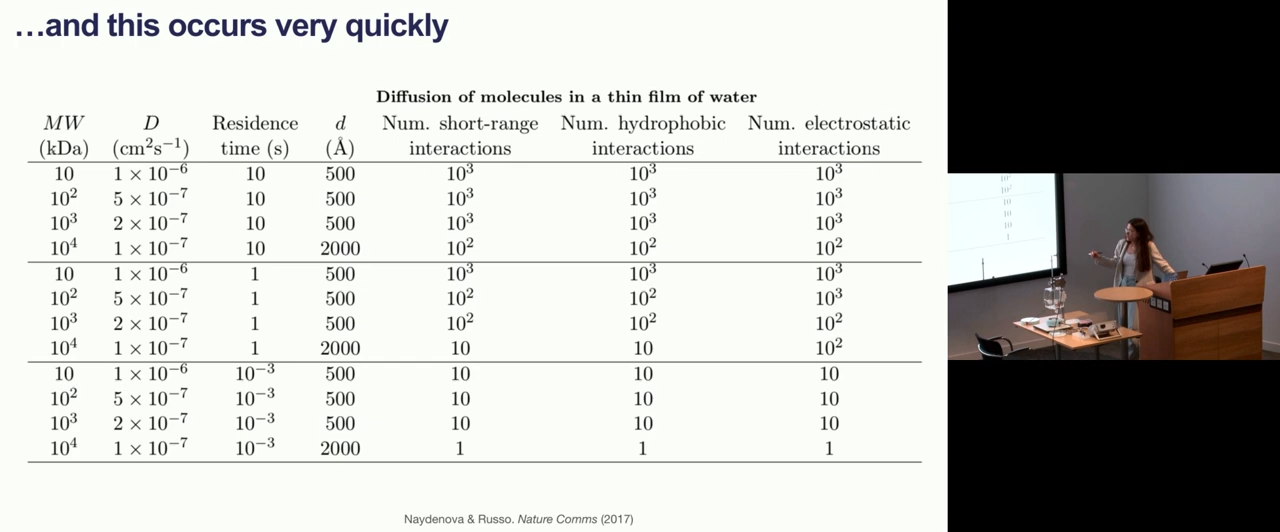 …and this occurs very quickly
Diffusion of molecules in a thin film of water
MW D Residence d Num. short-range Num. hydrophobic Num. electrostatic
(kDa) (cm²s⁻¹) time (s) (Å) interactions interactions interactions
10 1 × 10⁻⁶ 10 500 10³ 10³ 10³
10² 5 × 10⁻⁷ 10 500 10³ 10³ 10³
10³ 2 × 10⁻⁷ 10 500 10³ 10³ 10³
10⁴ 1 × 10⁻⁷ 10 2000 10² 10² 10²
10 1 × 10⁻⁶ 1 500 10³ 10³ 10³
10² 5 × 10⁻⁷ 1 500 10² 10² 10³
10³ 2 × 10⁻⁷ 1 500 10² 10² 10²
10⁴ 1 × 10⁻⁷ 1 2000 10 10 10²
10 1 × 10⁻⁶ 10⁻³ 500 10 10 10
10² 5 × 10⁻⁷ 10⁻³ 500 10 10 10
10³ 2 × 10⁻⁷ 10⁻³ 500 10 10 10
10⁴ 1 × 10⁻⁷ 10⁻³ 2000 1 1 1
Naydenova & Russo. Nature Comms (2017)
10²
10
10
10
1